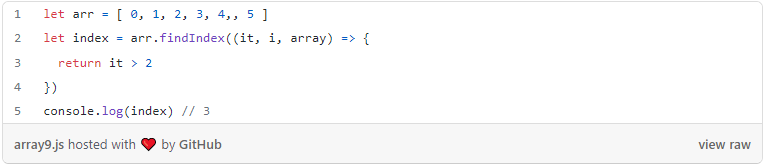 1 let arr = [ 0, 1, 2, 3, 4,, 5 ]
2 let index = arr.findIndex((it, i, array) => {
3 return it > 2
4 })
5 console.log(index) // 3
array9.js hosted with ❤ by GitHub view raw